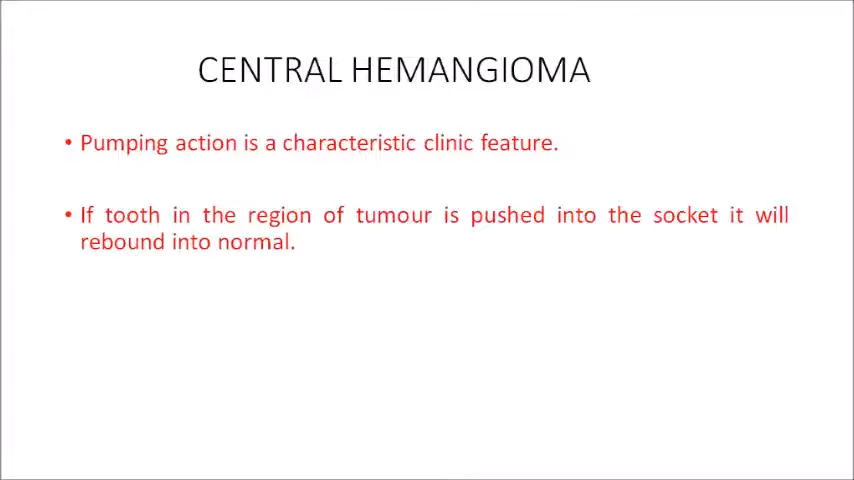 CENTRAL HEMANGIOMA
• Pumping action is a characteristic clinic feature.
• If tooth in the region of tumour is pushed into the socket it will
rebound into normal.